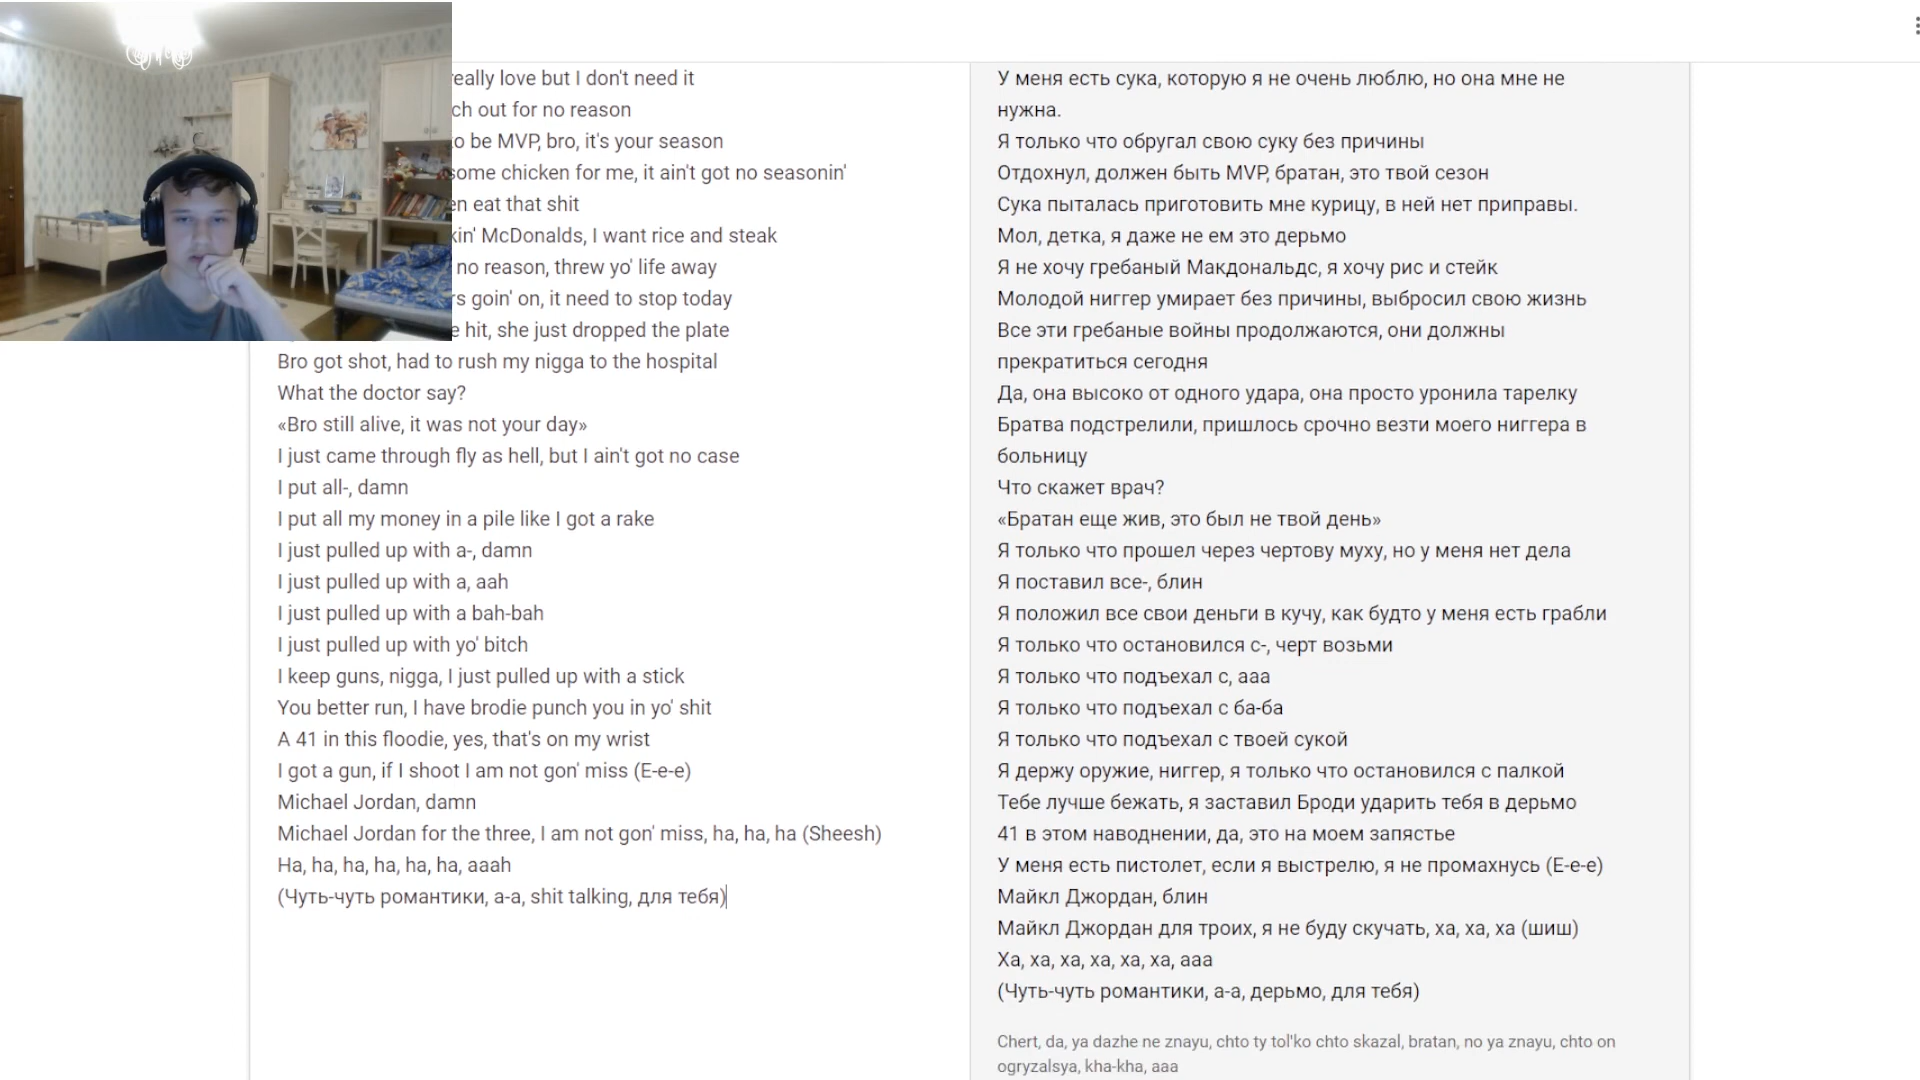 really love but I don't need it
ch out for no reason
o be MVP, bro, it's your season
some chicken for me, it ain't got no seasonin'
en eat that shit
kin' McDonalds, I want rice and steak
no reason, threw yo' life away
rs goin' on, it need to stop today
e hit, she just dropped the plate
Bro got shot, had to rush my nigga to the hospital
What the doctor say?
«Bro still alive, it was not your day»
I just came through fly as hell, but I ain't got no case
I put all-, damn
I put all my money in a pile like I got a rake
I just pulled up with a-, damn
I just pulled up with a, aah
I just pulled up with a bah-bah
I just pulled up with yo' bitch
I keep guns, nigga, I just pulled up with a stick
You better run, I have brodie punch you in yo' shit
A 41 in this floodie, yes, that's on my wrist
I got a gun, if I shoot I am not gon' miss (E-e-e)
Michael Jordan, damn
Michael Jordan for the three, I am not gon' miss, ha, ha, ha (Sheesh)
Ha, ha, ha, ha, ha, ha, aaah
(Чуть-чуть романтики, а-а, shit talking, для тебя)
У меня есть сука, которую я не очень люблю, но она мне не
нужна.
Я только что обругал свою суку без причины
Отдохнул, должен быть MVP, братан, это твой сезон
Сука пыталась приготовить мне курицу, в ней нет приправы.
Мол, детка, я даже не ем это дерьмо
Я не хочу гребаный Макдональдс, я хочу рис и стейк
Молодой ниггер умирает без причины, выбросил свою жизнь
Все эти гребаные войны продолжаются, они должны
прекратиться сегодня
Да, она высоко от одного удара, она просто уронила тарелку
Братва подстрелили, пришлось срочно везти моего ниггера в
больницу
Что скажет врач?
«Братан еще жив, это был не твой день»
Я только что прошел через чертову муху, но у меня нет дела
Я поставил все-, блин
Я положил все свои деньги в кучу, как будто у меня есть грабли
Я только что остановился с-, черт возьми
Я только что подъехал с, ааа
Я только что подъехал с ба-ба
Я только что подъехал с твоей сукой
Я держу оружие, ниггер, я только что остановился с палкой
Тебе лучше бежать, я заставил Броди ударить тебя в дерьмо
41 в этом наводнении, да, это на моем запястье
У меня есть пистолет, если я выстрелю, я не промахнусь (Е-е-е)
Майкл Джордан, блин
Майкл Джордан для троих, я не буду скучать, ха, ха, ха (шиш)
Ха, ха, ха, ха, ха, ха, ааа
(Чуть-чуть романтики, а-а, дерьмо, для тебя)
Chert, da, ya dazhe ne znayu, chto ty tol'ko chto skazal, bratan, no ya znayu, chto on
ogryzalsya, kha-kha, aaa